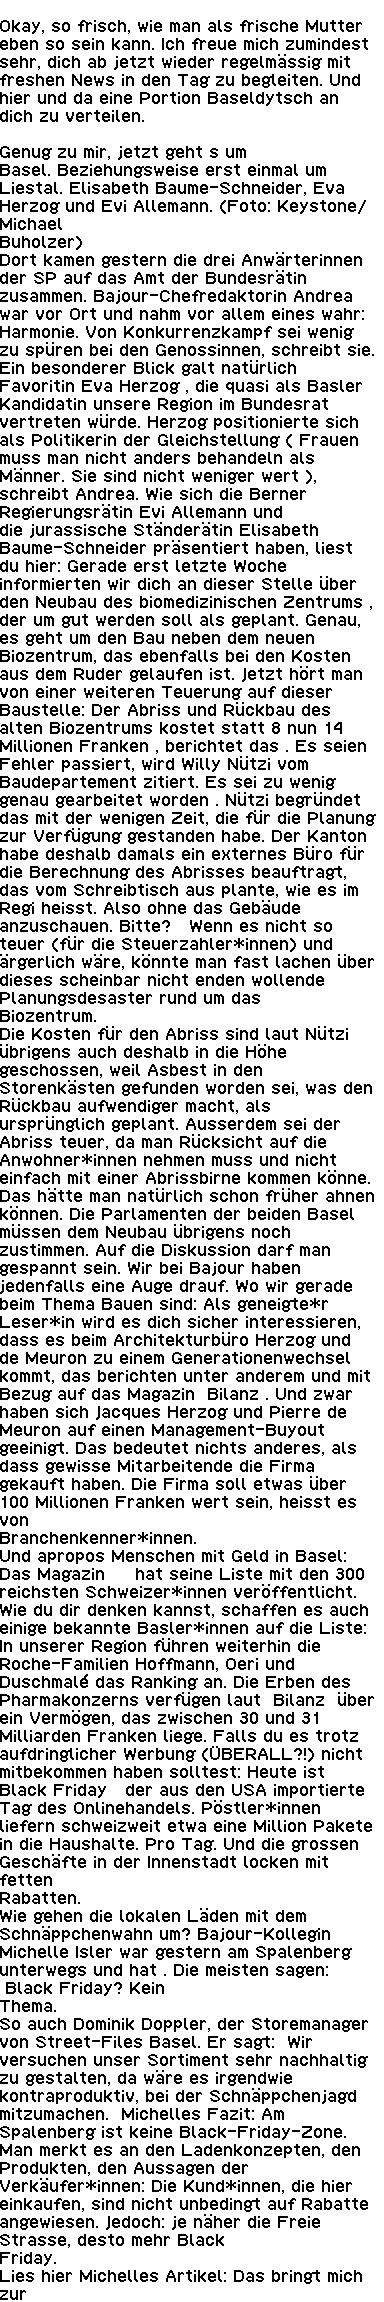 Okay, so frisch, wie man als frische Mutter
eben so sein kann. Ich freue mich zumindest
sehr, dich ab jetzt wieder regelmässig mit
freshen News in den Tag zu begleiten. Und
hier und da eine Portion Baseldytsch an
dich zu verteilen.

Genug zu mir, jetzt geht s um
Basel. Beziehungsweise erst einmal um
Liestal. Elisabeth Baume-Schneider, Eva
Herzog und Evi Allemann. (Foto: Keystone/
Michael
Buholzer)
Dort kamen gestern die drei Anwärterinnen
der SP auf das Amt der Bundesrätin
zusammen. Bajour-Chefredaktorin Andrea
war vor Ort und nahm vor allem eines wahr:
Harmonie. Von Konkurrenzkampf sei wenig
zu spüren bei den Genossinnen, schreibt sie.
Ein besonderer Blick galt natürlich
Favoritin Eva Herzog , die quasi als Basler
Kandidatin unsere Region im Bundesrat
vertreten würde. Herzog positionierte sich
als Politikerin der Gleichstellung ( Frauen
muss man nicht anders behandeln als
Männer. Sie sind nicht weniger wert ),
schreibt Andrea. Wie sich die Berner
Regierungsrätin Evi Allemann und
die jurassische Ständerätin Elisabeth
Baume-Schneider präsentiert haben, liest
du hier: Gerade erst letzte Woche
informierten wir dich an dieser Stelle über
den Neubau des biomedizinischen Zentrums ,
der um gut werden soll als geplant. Genau,
es geht um den Bau neben dem neuen
Biozentrum, das ebenfalls bei den Kosten
aus dem Ruder gelaufen ist. Jetzt hört man
von einer weiteren Teuerung auf dieser
Baustelle: Der Abriss und Rückbau des
alten Biozentrums kostet statt 8 nun 14
Millionen Franken , berichtet das . Es seien
Fehler passiert, wird Willy Nützi vom
Baudepartement zitiert. Es sei zu wenig
genau gearbeitet worden . Nützi begründet
das mit der wenigen Zeit, die für die Planung
zur Verfügung gestanden habe. Der Kanton
habe deshalb damals ein externes Büro für
die Berechnung des Abrisses beauftragt,
das vom Schreibtisch aus plante, wie es im
Regi heisst. Also ohne das Gebäude
anzuschauen. Bitte?   Wenn es nicht so
teuer (für die Steuerzahler*innen) und
ärgerlich wäre, könnte man fast lachen über
dieses scheinbar nicht enden wollende
Planungsdesaster rund um das
Biozentrum.
Die Kosten für den Abriss sind laut Nützi
übrigens auch deshalb in die Höhe
geschossen, weil Asbest in den
Storenkästen gefunden worden sei, was den
Rückbau aufwendiger macht, als
ursprünglich geplant. Ausserdem sei der
Abriss teuer, da man Rücksicht auf die
Anwohner*innen nehmen muss und nicht
einfach mit einer Abrissbirne kommen könne.
Das hätte man natürlich schon früher ahnen
können. Die Parlamenten der beiden Basel
müssen dem Neubau übrigens noch
zustimmen. Auf die Diskussion darf man
gespannt sein. Wir bei Bajour haben
jedenfalls eine Auge drauf. Wo wir gerade
beim Thema Bauen sind: Als geneigte*r
Leser*in wird es dich sicher interessieren,
dass es beim Architekturbüro Herzog und
de Meuron zu einem Generationenwechsel
kommt, das berichten unter anderem und mit
Bezug auf das Magazin  Bilanz . Und zwar
haben sich Jacques Herzog und Pierre de
Meuron auf einen Management-Buyout
geeinigt. Das bedeutet nichts anderes, als
dass gewisse Mitarbeitende die Firma
gekauft haben. Die Firma soll etwas über
100 Millionen Franken wert sein, heisst es
von
Branchenkenner*innen.
Und apropos Menschen mit Geld in Basel:
Das Magazin     hat seine Liste mit den 300
reichsten Schweizer*innen veröffentlicht.
Wie du dir denken kannst, schaffen es auch
einige bekannte Basler*innen auf die Liste:
In unserer Region führen weiterhin die
Roche-Familien Hoffmann, Oeri und
Duschmalé das Ranking an. Die Erben des
Pharmakonzerns verfügen laut  Bilanz  über
ein Vermögen, das zwischen 30 und 31
Milliarden Franken liege. Falls du es trotz
aufdringlicher Werbung (ÜBERALL?!) nicht
mitbekommen haben solltest: Heute ist
Black Friday   der aus den USA importierte
Tag des Onlinehandels. Pöstler*innen
liefern schweizweit etwa eine Million Pakete
in die Haushalte. Pro Tag. Und die grossen
Geschäfte in der Innenstadt locken mit
fetten
Rabatten.
Wie gehen die lokalen Läden mit dem
Schnäppchenwahn um? Bajour-Kollegin
Michelle Isler war gestern am Spalenberg
unterwegs und hat . Die meisten sagen:
 Black Friday? Kein
Thema.
So auch Dominik Doppler, der Storemanager
von Street-Files Basel. Er sagt:  Wir
versuchen unser Sortiment sehr nachhaltig
zu gestalten, da wäre es irgendwie
kontraproduktiv, bei der Schnäppchenjagd
mitzumachen.  Michelles Fazit: Am
Spalenberg ist keine Black-Friday-Zone.
Man merkt es an den Ladenkonzepten, den
Produkten, den Aussagen der
Verkäufer*innen: Die Kund*innen, die hier
einkaufen, sind nicht unbedingt auf Rabatte
angewiesen. Jedoch: je näher die Freie
Strasse, desto mehr Black
Friday.
Lies hier Michelles Artikel: Das bringt mich
zur